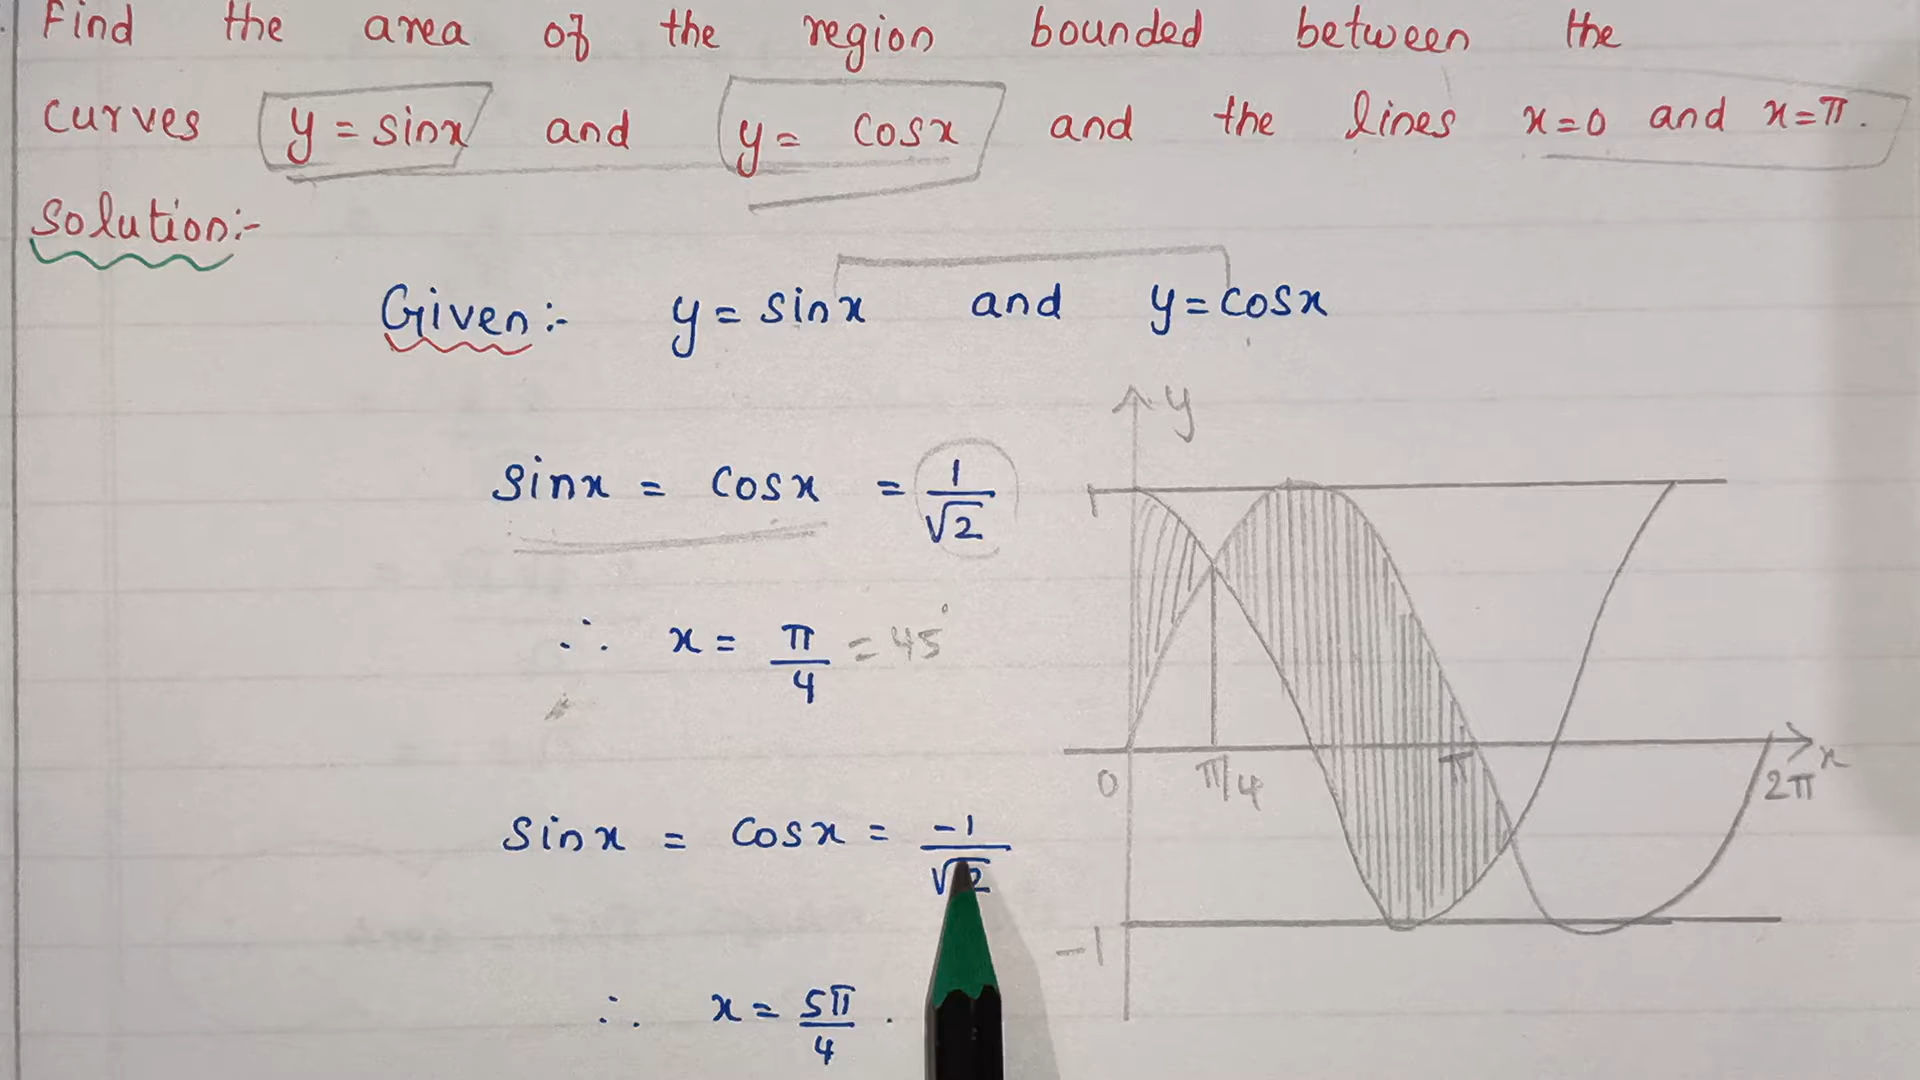 Find the area of the region bounded between the
curves y = sinx and y = cosx and the lines x=0 and x=π.
Solution:-
Given:- y = sinx and y = cosx
sinx = cosx = 1/√2
∴ x = π/4 = 45°
sinx = cosx = -1/√2
∴ x = 5π/4 .
y
1
0 π/4 π 2π x
-1